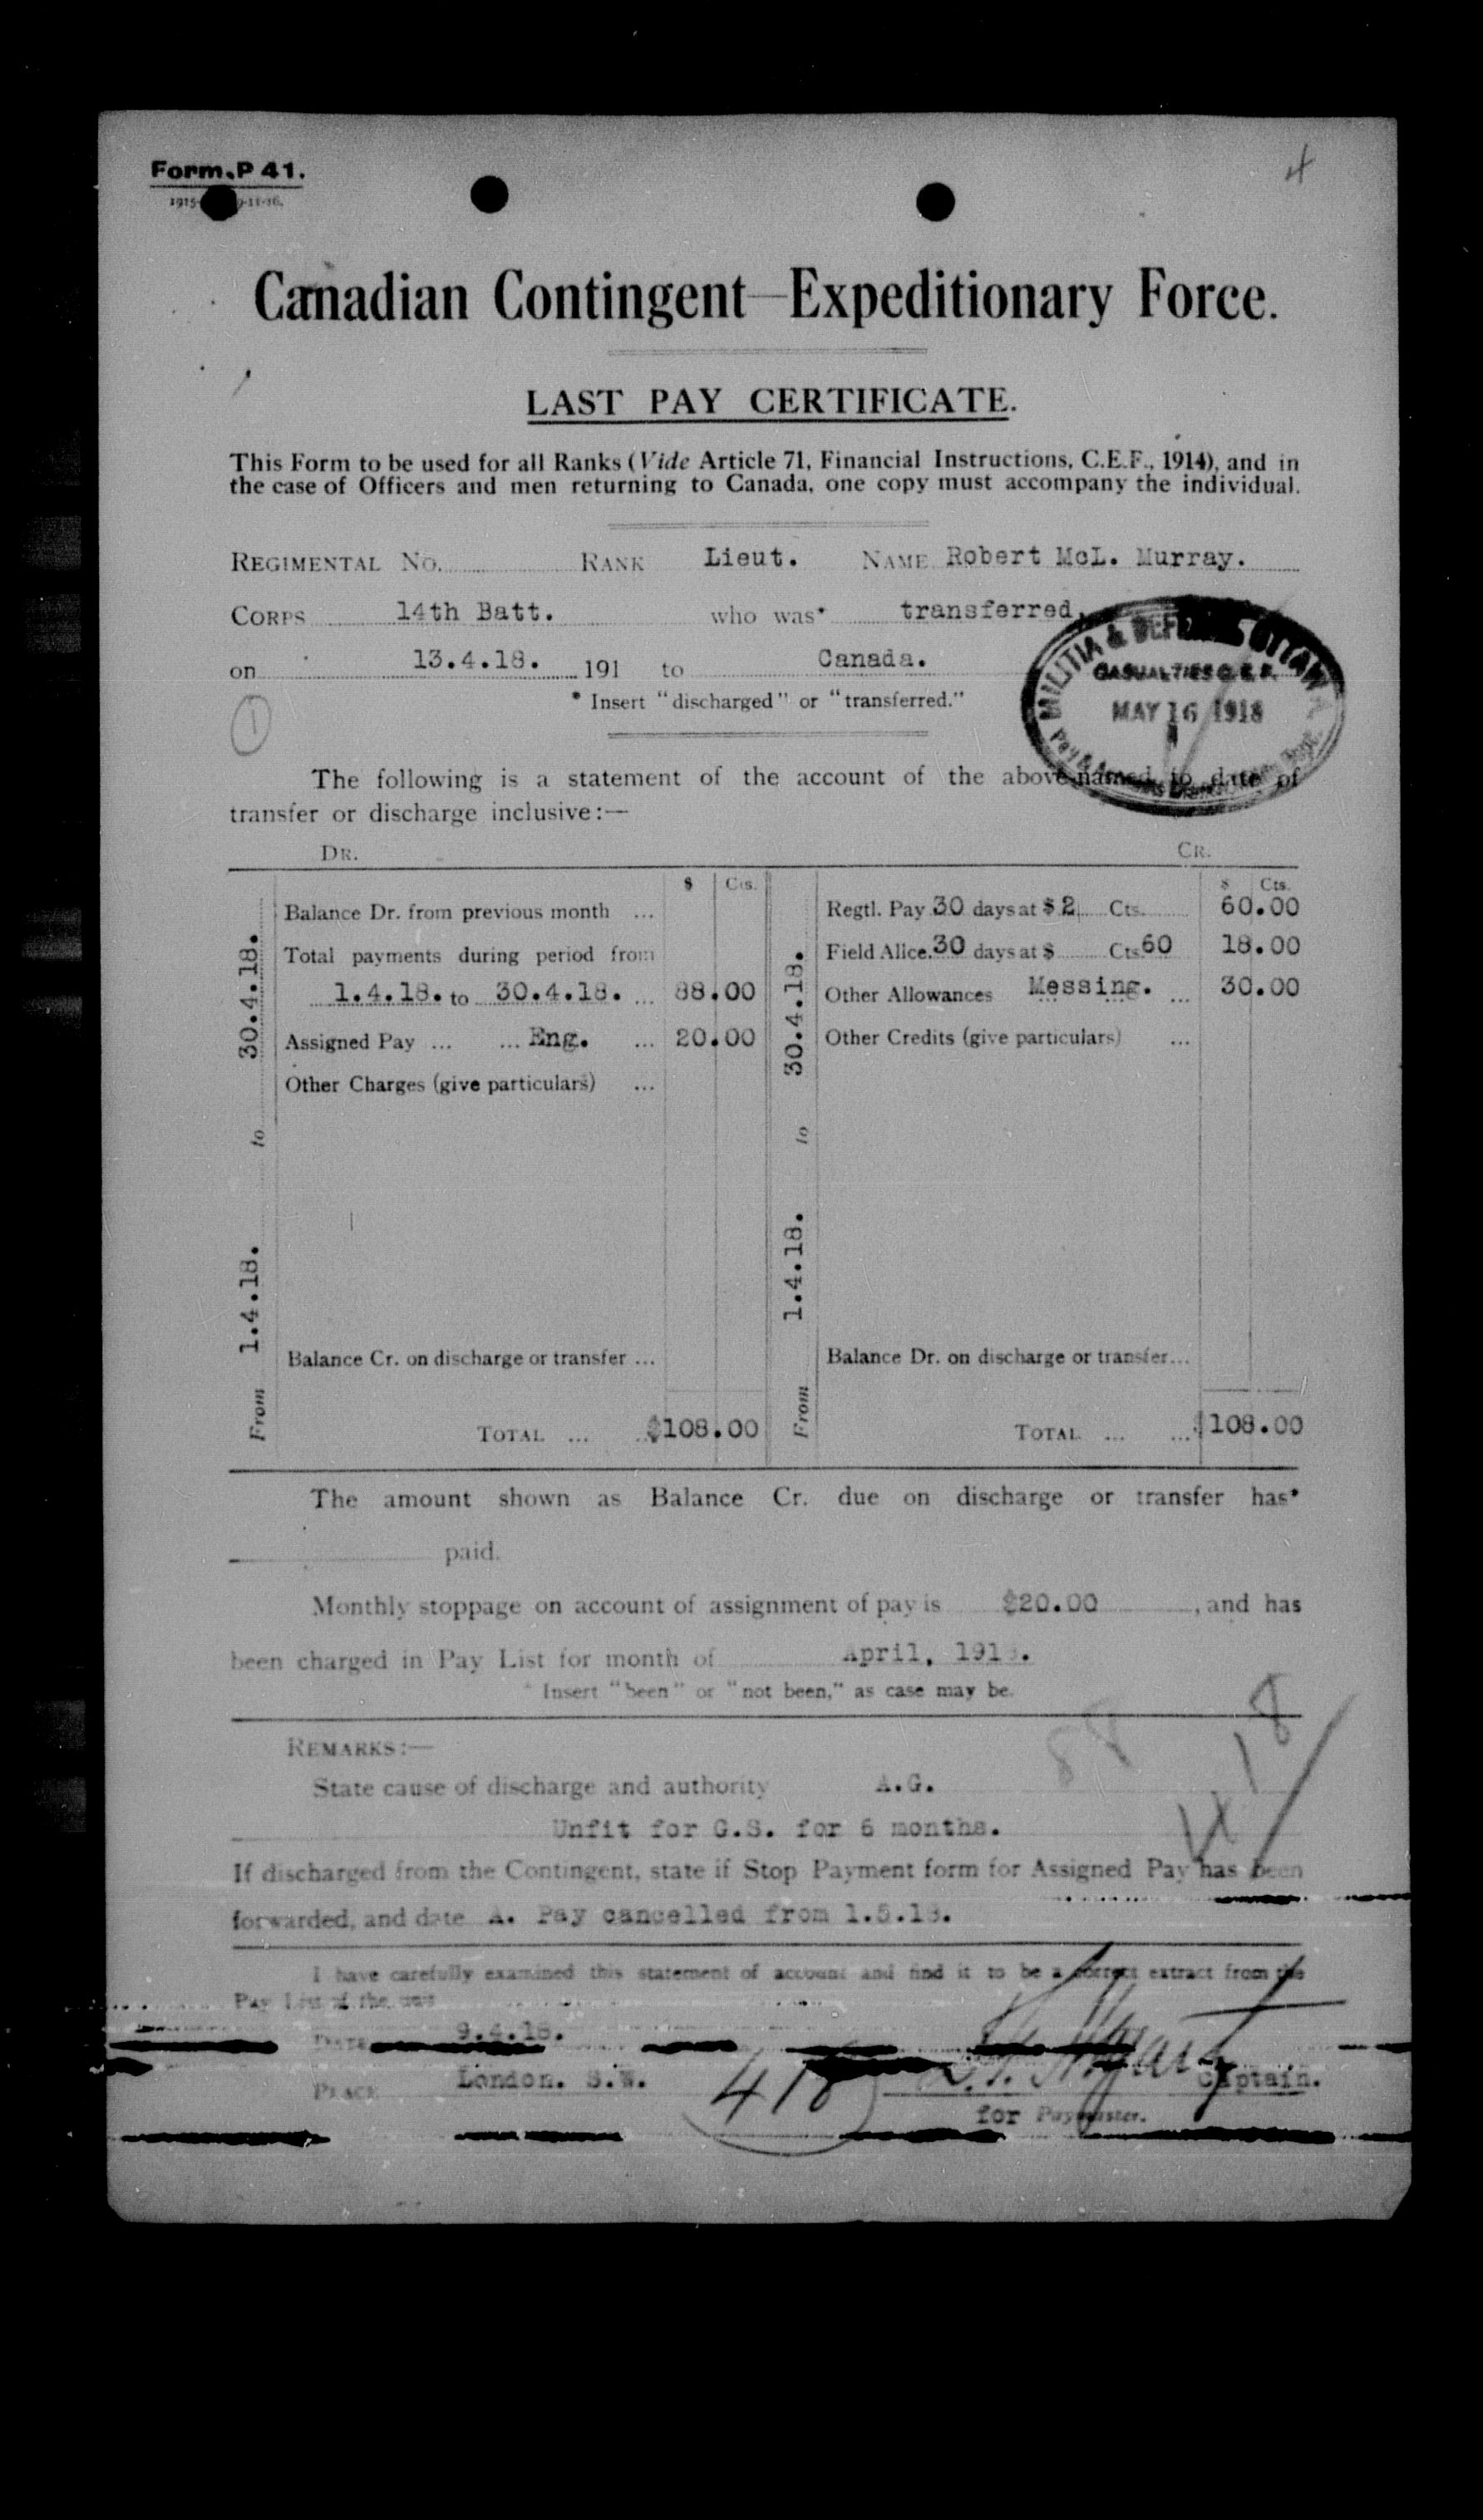 4
Form P 41.
Canadian Contingent—Expeditionary Force.
LAST PAY CERTIFICATE.
This Form to be used for all Ranks (Vide Article 71, Financial Instructions, C.E.F., 1914), and in
the case of Officers and men returning to Canada, one copy must accompany the individual.
REGIMENTAL No. RANK Lieut. NAME Robert McL. Murray.
CORPS 14th Batt. who was* transferred,
on 13.4.18. 191 to Canada.
* Insert "discharged" or "transferred."
MILITIA & OTTAWA
CASUALTIES C.E.F.
MAY 16 1918
1
The following is a statement of the account of the above-named to date of
transfer or discharge inclusive:—
DR. CR.
$ Cts. $ Cts.
From 1.4.18. to 30.4.18.
Balance Dr. from previous month ...
Total payments during period from
1.4.18. to 30.4.18. ... 88.00
Assigned Pay ... ... Eng. ... 20.00
Other Charges (give particulars) ...
Balance Cr. on discharge or transfer ...
TOTAL ... $108.00
From 1.4.18. to 30.4.18.
Regtl. Pay 30 days at $ 2 Cts. 60.00
Field Alice. 30 days at $ Cts. 60 18.00
Other Allowances Messing. ... 30.00
Other Credits (give particulars) ...
Balance Dr. on discharge or transfer...
TOTAL ... ... 108.00
The amount shown as Balance Cr. due on discharge or transfer has*
paid.
Monthly stoppage on account of assignment of pay is $20.00, and has
been charged in Pay List for month of April, 191.
* Insert "been" or "not been," as case may be.
REMARKS:—
State cause of discharge and authority A.G.
Unfit for G.S. for 6 months.
If discharged from the Contingent, state if Stop Payment form for Assigned Pay has been
forwarded, and date A. Pay cancelled from 1.5.18.
I have carefully examined this statement of account and find it to be a correct extract from the
Pay List of the unit
DATE 9.4.18.
PLACE London. S.W. 418 Captain.
for Paymaster.